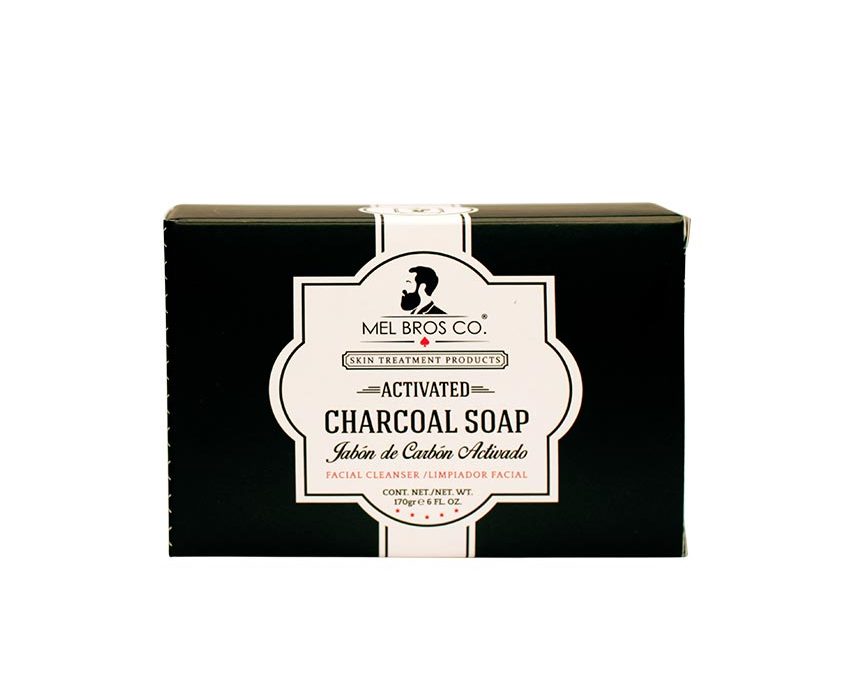 MEL BROS CO.®
SKIN TREATMENT PRODUCTS
ACTIVATED
CHARCOAL SOAP
Jabón de Carbón Activado
FACIAL CLEANSER /LIMPIADOR FACIAL
CONT. NET./NET. WT.
170gr ℮ 6 FL. OZ.